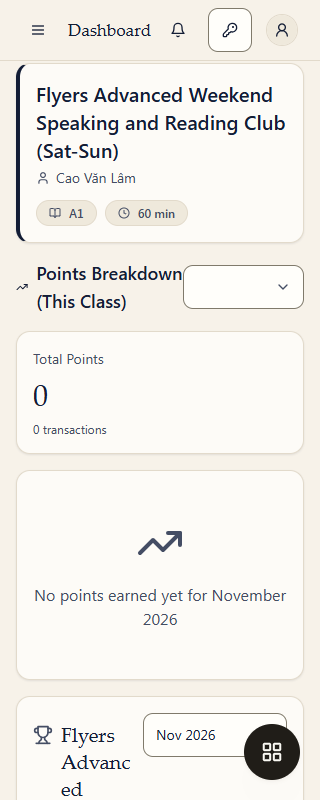 Dashboard
Flyers Advanced Weekend
Speaking and Reading Club
(Sat-Sun)
Cao Văn Lâm
A1
60 min
Points Breakdown
(This Class)
Total Points
0
0 transactions
No points earned yet for November
2026
Flyers
Advanc
ed
Nov 2026